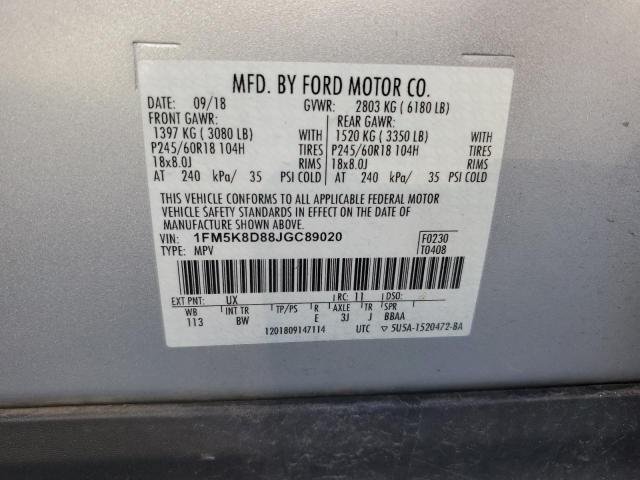 MFD. BY FORD MOTOR CO.
DATE: 09/18 GVWR: 2803 KG ( 6180 LB)
FRONT GAWR: REAR GAWR:
1397 KG ( 3080 LB) WITH 1520 KG ( 3350 LB) WITH
P245/60R18 104H TIRES P245/60R18 104H TIRES
18x8.0J RIMS 18x8.0J RIMS
AT 240 kPa/ 35 PSI COLD AT 240 kPa/ 35 PSI COLD
THIS VEHICLE CONFORMS TO ALL APPLICABLE FEDERAL MOTOR
VEHICLE SAFETY STANDARDS IN EFFECT ON THE DATE OF
MANUFACTURE SHOWN ABOVE.
VIN: 1FM5K8D88JGC89020 F0230
TYPE: MPV T0408
EXT PNT: UX RC: 11
WB INT TR TP/PS R AXLE TR SPR
113 BW E 3J J BBAA
1201809147114 UTC ▽ 5U5A-1520472-BA